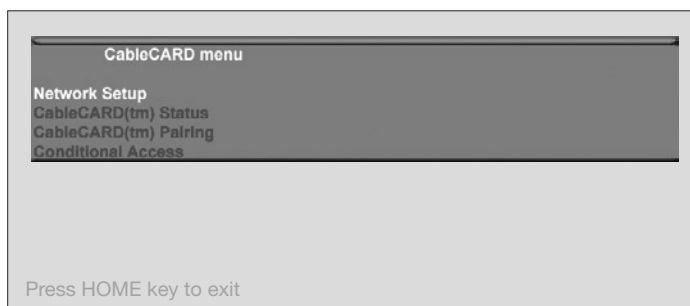 CableCARD menu
Network Setup
CableCARD(tm) Status
CableCARD(tm) Pairing
Conditional Access
Press HOME key to exit